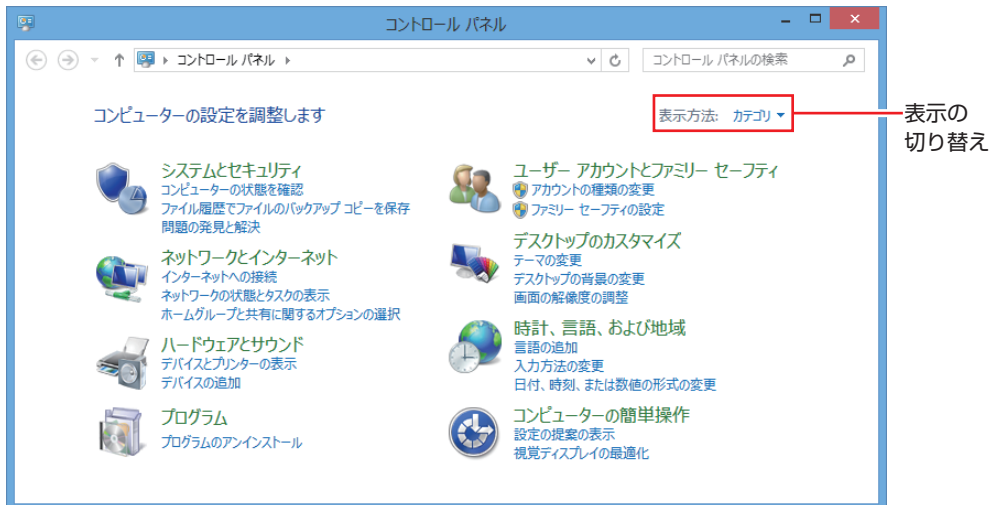 コントロール パネル
コントロール パネル
コントロール パネルの検索
コンピューターの設定を調整します
表示方法: カテゴリ
表示の
切り替え
システムとセキュリティ
コンピューターの状態を確認
ファイル履歴でファイルのバックアップ コピーを保存
問題の発見と解決
ネットワークとインターネット
インターネットへの接続
ネットワークの状態とタスクの表示
ホームグループと共有に関するオプションの選択
ハードウェアとサウンド
デバイスとプリンターの表示
デバイスの追加
プログラム
プログラムのアンインストール
ユーザー アカウントとファミリー セーフティ
アカウントの種類の変更
ファミリー セーフティの設定
デスクトップのカスタマイズ
テーマの変更
デスクトップの背景の変更
画面の解像度の調整
時計、言語、および地域
言語の追加
入力方法の変更
日付、時刻、または数値の形式の変更
コンピューターの簡単操作
設定の提案の表示
視覚ディスプレイの最適化